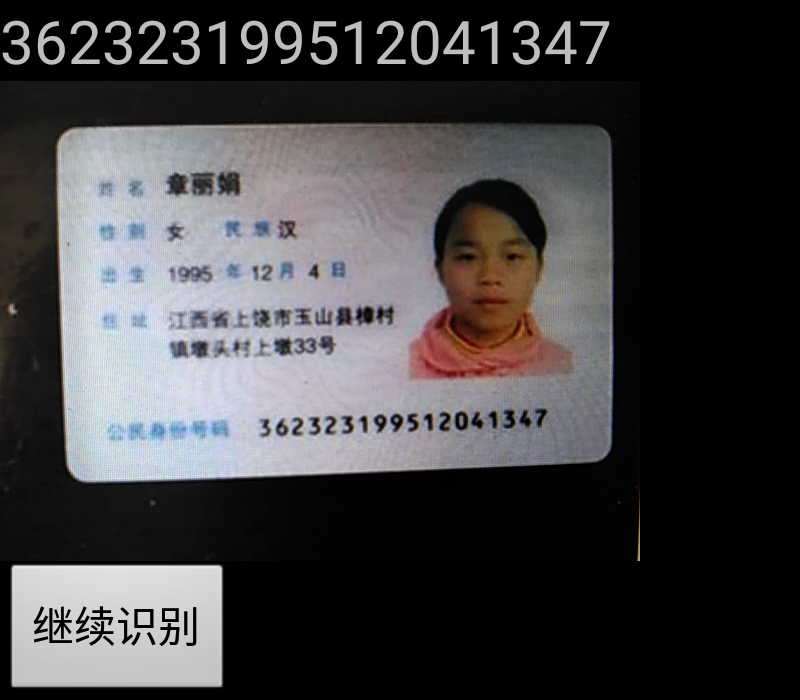 362323199512041347
姓名 章丽娟
性别 女 民族 汉
出生 1995 年 12 月 4 日
住址 江西省上饶市玉山县樟村
镇墩头村上墩33号
公民身份号码 362323199512041347
继续识别